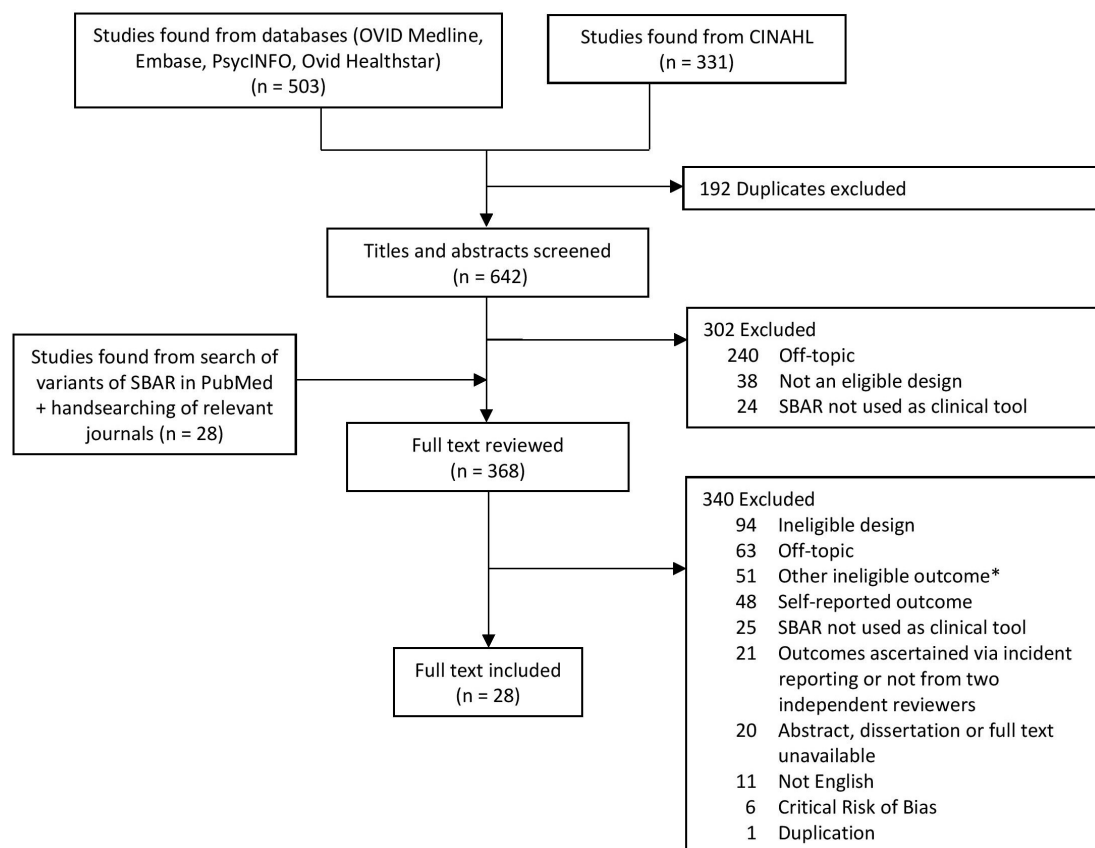 Studies found from databases (OVID Medline,
Embase, PsycINFO, Ovid Healthstar)
(n = 503)
Studies found from CINAHL
(n = 331)
192 Duplicates excluded
Titles and abstracts screened
(n = 642)
302 Excluded
240 Off-topic
38 Not an eligible design
24 SBAR not used as clinical tool
Studies found from search of
variants of SBAR in PubMed
+ handsearching of relevant
journals (n = 28)
Full text reviewed
(n = 368)
340 Excluded
94 Ineligible design
63 Off-topic
51 Other ineligible outcome*
48 Self-reported outcome
25 SBAR not used as clinical tool
21 Outcomes ascertained via incident
reporting or not from two
independent reviewers
20 Abstract, dissertation or full text
unavailable
11 Not English
6 Critical Risk of Bias
1 Duplication
Full text included
(n = 28)